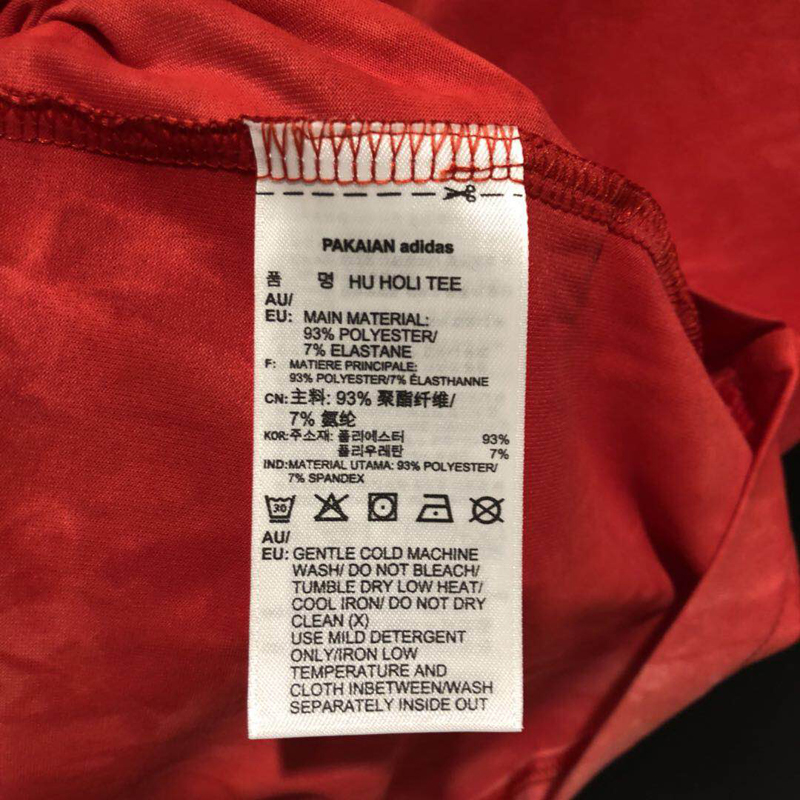 PAKAIAN adidas
품 명 HU HOLI TEE
AU/
EU: MAIN MATERIAL:
93% POLYESTER/
7% ELASTANE
F: MATIERE PRINCIPALE:
93% POLYESTER/7% ÉLASTHANNE
CN:主料: 93% 聚酯纤维/
7% 氨纶
KOR:주소재: 폴리에스터 93%
폴리우레탄 7%
IND:MATERIAL UTAMA: 93% POLYESTER/
7% SPANDEX
30
AU/
EU: GENTLE COLD MACHINE
WASH/ DO NOT BLEACH/
TUMBLE DRY LOW HEAT/
COOL IRON/ DO NOT DRY
CLEAN (X)
USE MILD DETERGENT
ONLY/IRON LOW
TEMPERATURE AND
CLOTH INBETWEEN/WASH
SEPARATELY INSIDE OUT